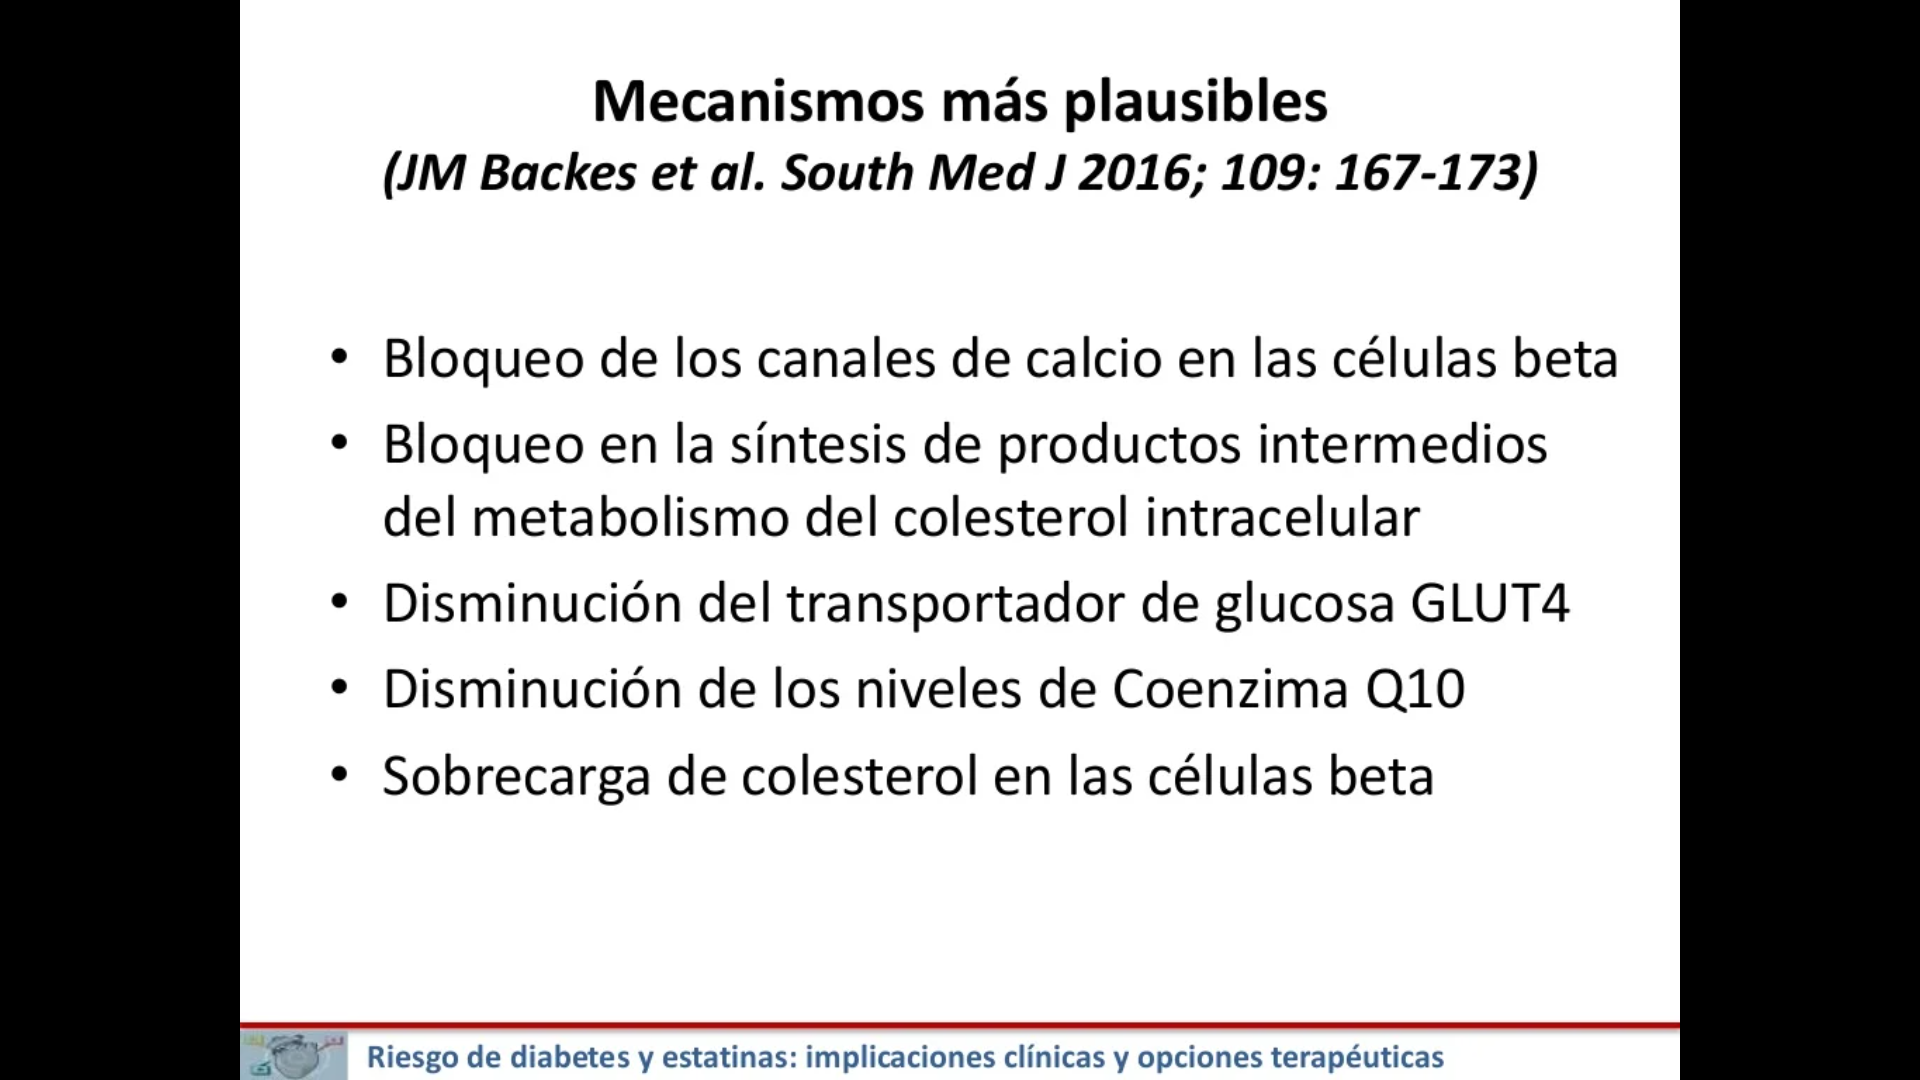 Mecanismos más plausibles
(JM Backes et al. South Med J 2016; 109: 167-173)
• Bloqueo de los canales de calcio en las células beta
• Bloqueo en la síntesis de productos intermedios
del metabolismo del colesterol intracelular
• Disminución del transportador de glucosa GLUT4
• Disminución de los niveles de Coenzima Q10
• Sobrecarga de colesterol en las células beta
Riesgo de diabetes y estatinas: implicaciones clínicas y opciones terapéuticas